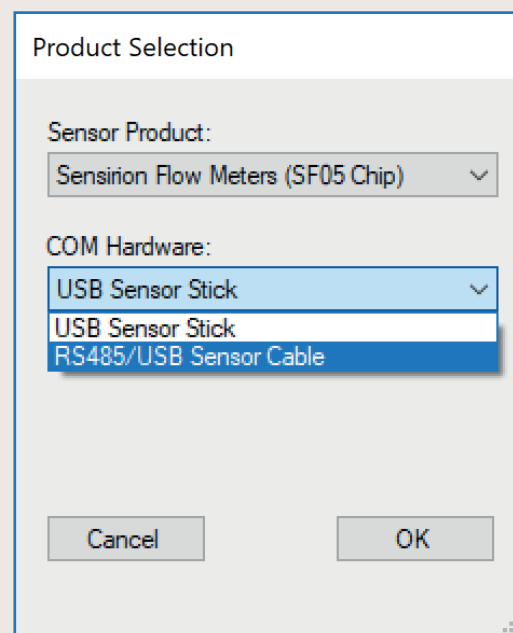 Product Selection
Sensor Product:
Sensirion Flow Meters (SF05 Chip)
COM Hardware:
USB Sensor Stick
USB Sensor Stick
RS485/USB Sensor Cable
Cancel OK